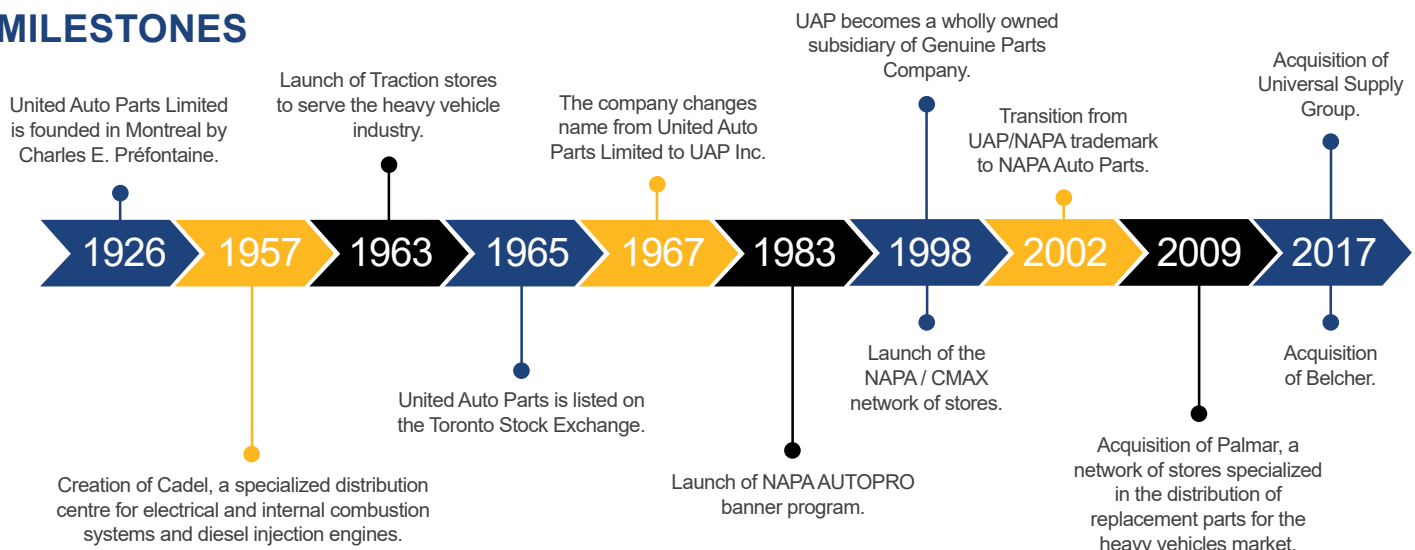 MILESTONES
United Auto Parts Limited
is founded in Montreal by
Charles E. Préfontaine.
Launch of Traction stores
to serve the heavy vehicle
industry.
The company changes
name from United Auto
Parts Limited to UAP Inc.
UAP becomes a wholly owned
subsidiary of Genuine Parts
Company.
Transition from
UAP/NAPA trademark
to NAPA Auto Parts.
Acquisition of
Universal Supply
Group.
1926 1957 1963 1965 1967 1983 1998 2002 2009 2017
Creation of Cadel, a specialized distribution
centre for electrical and internal combustion
systems and diesel injection engines.
United Auto Parts is listed on
the Toronto Stock Exchange.
Launch of NAPA AUTOPRO
banner program.
Launch of the
NAPA / CMAX
network of stores.
Acquisition of Palmar, a
network of stores specialized
in the distribution of
replacement parts for the
heavy vehicles market.
Acquisition
of Belcher.